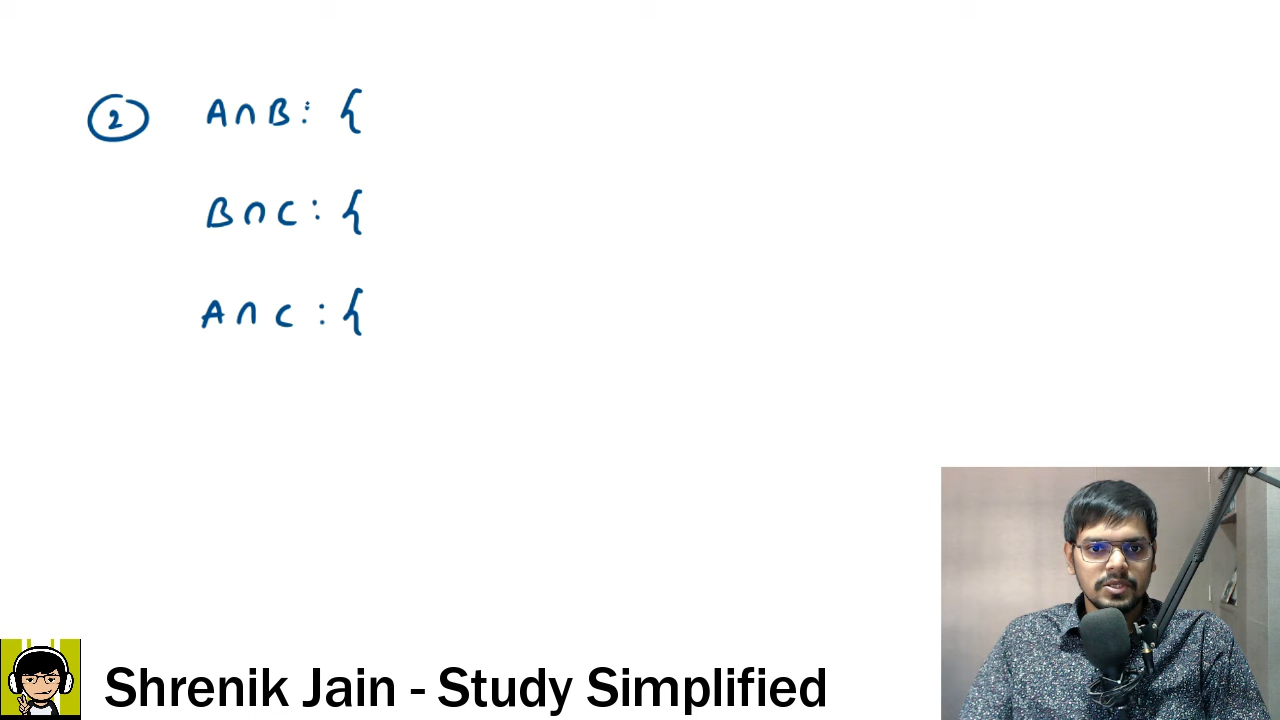 2 A∩B : {
B∩C : {
A∩C : {
Shrenik Jain - Study Simplified